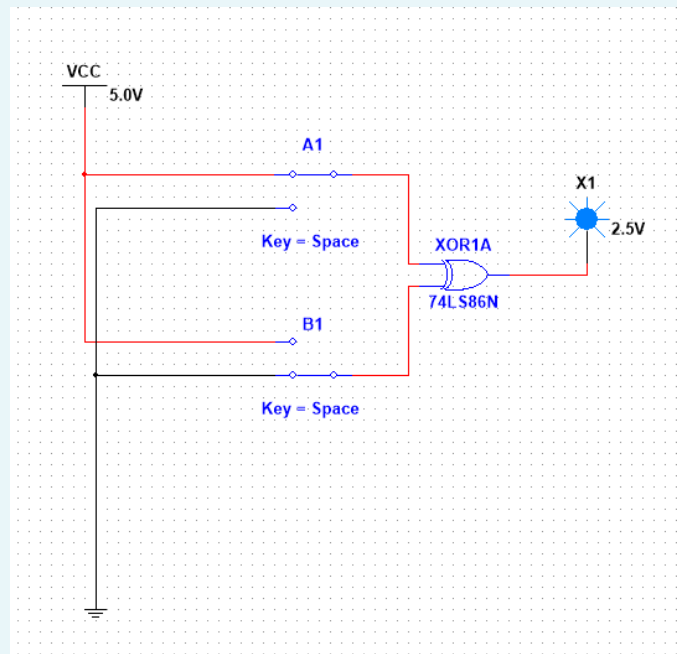 VCC
5.0V
A1
Key = Space
X1
2.5V
XOR1A
74LS86N
B1
Key = Space